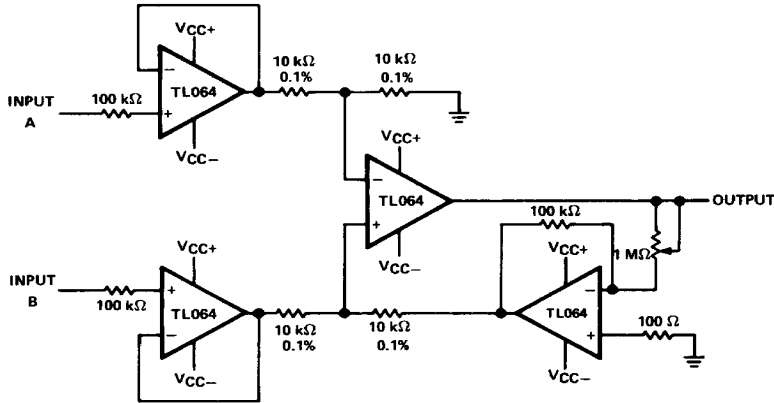 VCC+
10 kΩ
0.1%
10 kΩ
0.1%
−
TL064
100 kΩ
INPUT
A
+
VCC−
VCC+
−
TL064
OUTPUT
+
100 kΩ
VCC−
1 MΩ
VCC+
VCC+
INPUT
B
100 kΩ
+
TL064
−
10 kΩ
0.1%
10 kΩ
0.1%
−
TL064
+
100 Ω
VCC−
VCC−